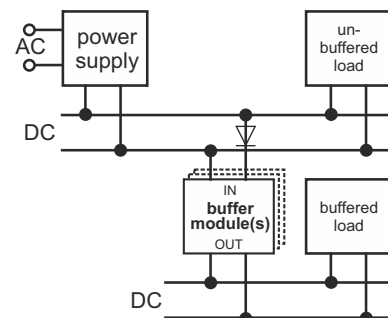 AC
power
supply
un-
buffered
load
DC
IN
buffer
module(s)
OUT
buffered
load
DC